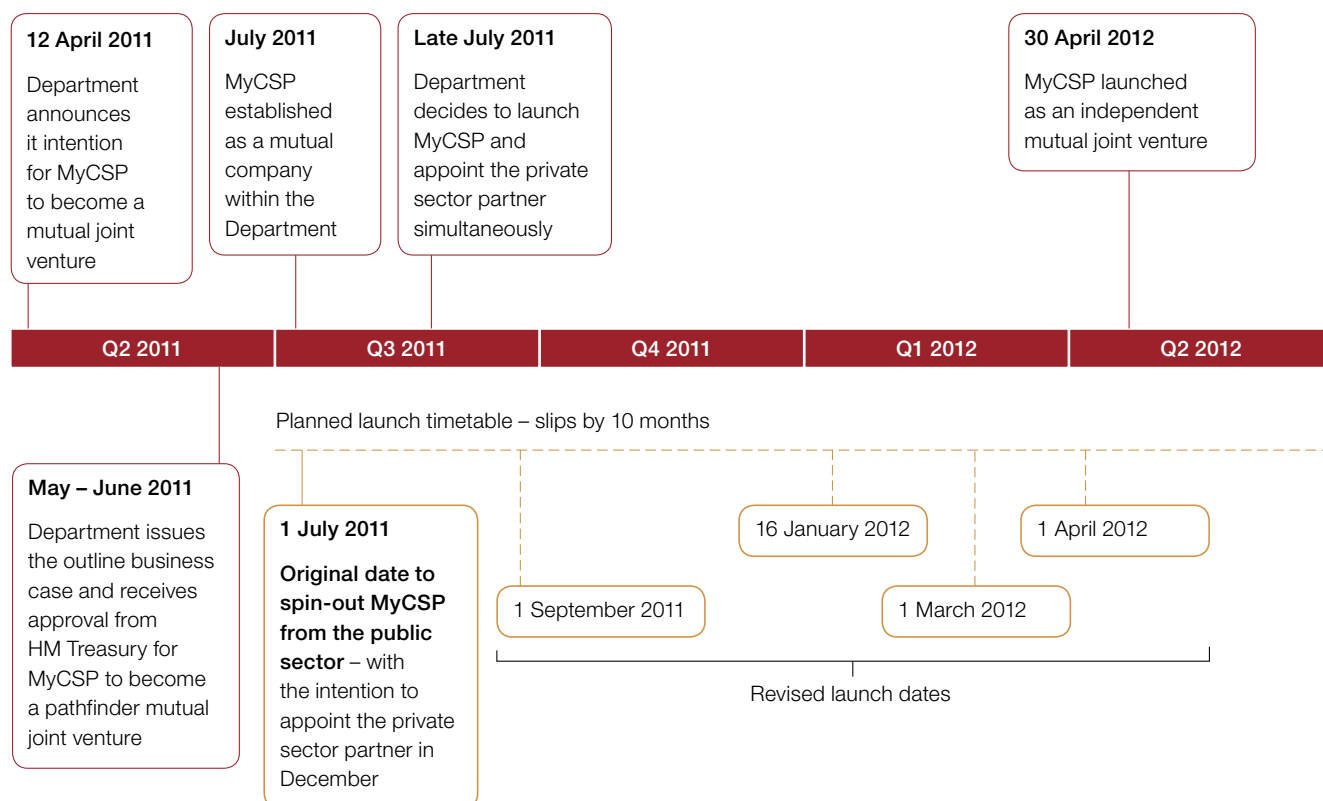 12 April 2011
Department
announces
it intention
for MyCSP
to become a
mutual joint
venture
July 2011
MyCSP
established
as a mutual
company
within the
Department
Late July 2011
Department
decides to launch
MyCSP and
appoint the private
sector partner
simultaneously
30 April 2012
MyCSP launched
as an independent
mutual joint venture
Q2 2011
Q3 2011
Q4 2011
Q1 2012
Q2 2012
Planned launch timetable – slips by 10 months
May – June 2011
Department issues
the outline business
case and receives
approval from
HM Treasury for
MyCSP to become
a pathfinder mutual
joint venture
1 July 2011
Original date to
spin-out MyCSP
from the public
sector – with
the intention to
appoint the private
sector partner in
December
1 September 2011
16 January 2012
1 March 2012
1 April 2012
Revised launch dates